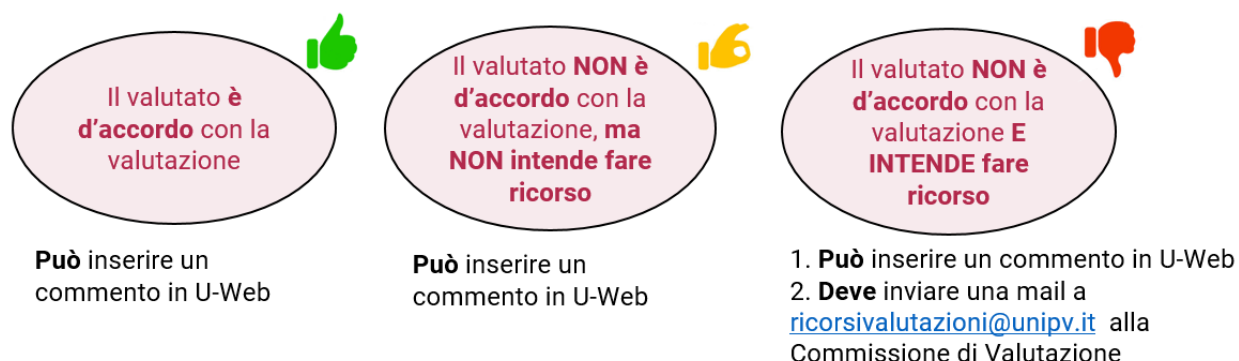 Il valutato è
d’accordo con la
valutazione
Può inserire un
commento in U-Web
Il valutato NON è
d’accordo con la
valutazione, ma
NON intende fare
ricorso
Può inserire un
commento in U-Web
Il valutato NON è
d’accordo con la
valutazione E
INTENDE fare
ricorso
1. Può inserire un commento in U-Web
2. Deve inviare una mail a
ricorsivalutazioni@unipv.it alla
Commissione di Valutazione